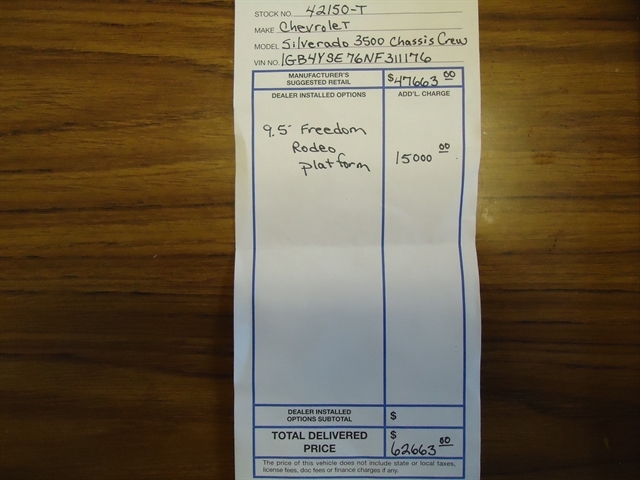 STOCK NO. 42150-T
MAKE Chevrolet
MODEL Silverado 3500 Chassis Crew
VIN NO. 1GB4YSE76NF311176
MANUFACTURER'S
SUGGESTED RETAIL $47663 00
DEALER INSTALLED OPTIONS ADD'L. CHARGE
9.5' Freedom
Rodeo
platform 15000 00
DEALER INSTALLED
OPTIONS SUBTOTAL $
TOTAL DELIVERED
PRICE $ 62663 00
The price of this vehicle does not include state or local taxes,
license fees, doc fees or finance charges if any.